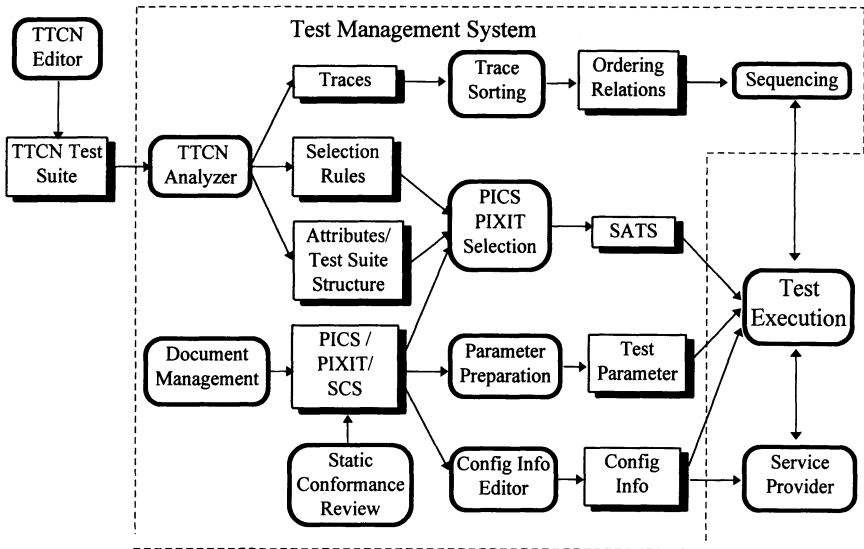 TTCN
Editor
Test Management System
Traces
Trace
Sorting
Ordering
Relations
Sequencing
TTCN Test
Suite
TTCN
Analyzer
Selection
Rules
PICS
PIXIT
Selection
SATS
Attributes/
Test Suite
Structure
Test
Execution
Document
Management
PICS /
PIXIT/
SCS
Parameter
Preparation
Test
Parameter
Static
Conformance
Review
Config Info
Editor
Config
Info
Service
Provider